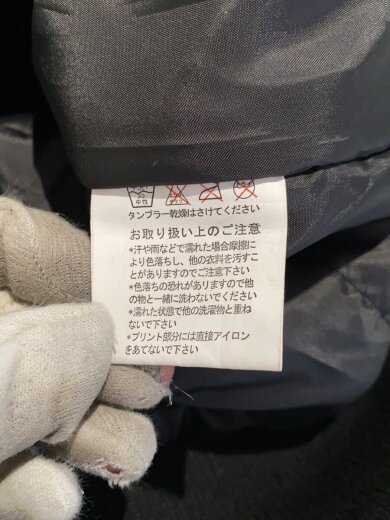 中性
タンブラー乾燥はさけてください
お取り扱い上のご注意
*汗や雨などで濡れた場合摩擦に
より色落ちし、他の衣料を汚すこ
とがありますのでご注意下さい
*色落ちの恐れがありますので他
の物と一緒に洗わないでください
*濡れた状態で他の洗濯物と重ね
ないで下さい
*プリント部分には直接アイロン
をあてないで下さい